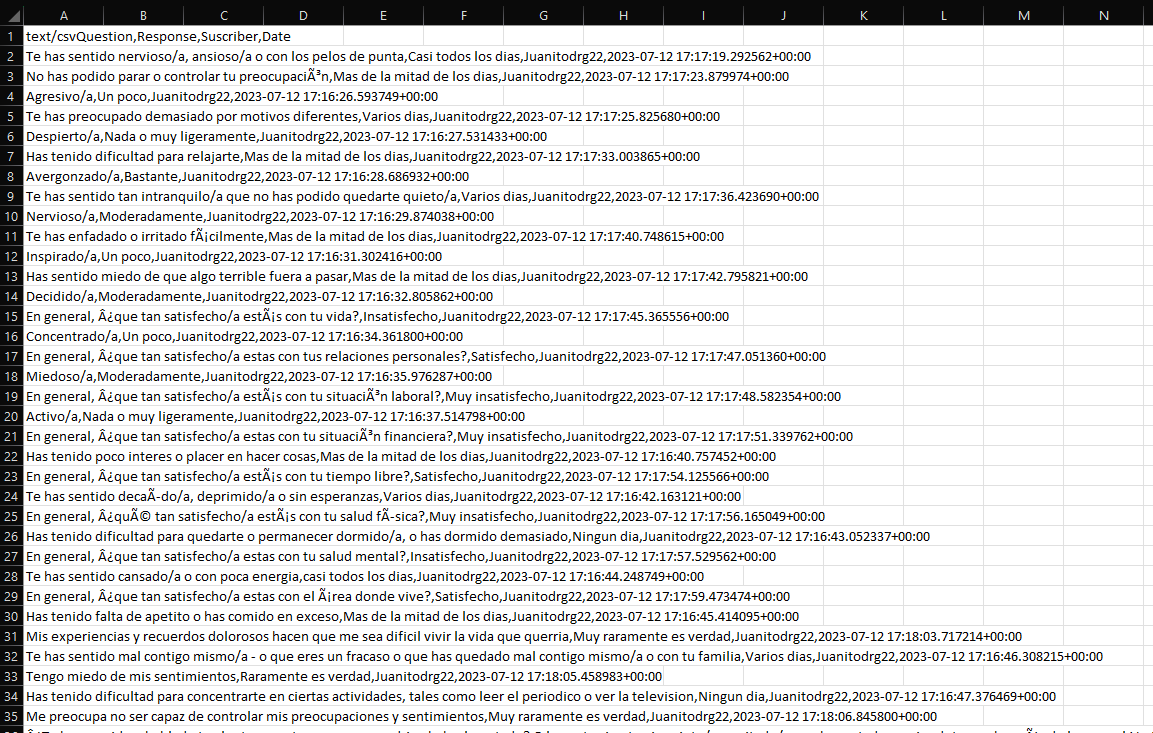 A B C D E F G H I J K L M N
1 text/csvQuestion,Response,Suscriber,Date
2 Te has sentido nervioso/a, ansioso/a o con los pelos de punta,Casi todos los dias,Juanitodrg22,2023-07-12 17:17:19.292562+00:00
3 No has podido parar o controlar tu preocupaciÃ³n,Mas de la mitad de los dias,Juanitodrg22,2023-07-12 17:17:23.879974+00:00
4 Agresivo/a,Un poco,Juanitodrg22,2023-07-12 17:16:26.593749+00:00
5 Te has preocupado demasiado por motivos diferentes,Varios dias,Juanitodrg22,2023-07-12 17:17:25.825680+00:00
6 Despierto/a,Nada o muy ligeramente,Juanitodrg22,2023-07-12 17:16:27.531433+00:00
7 Has tenido dificultad para relajarte,Mas de la mitad de los dias,Juanitodrg22,2023-07-12 17:17:33.003865+00:00
8 Avergonzado/a,Bastante,Juanitodrg22,2023-07-12 17:16:28.686932+00:00
9 Te has sentido tan intranquilo/a que no has podido quedarte quieto/a,Varios dias,Juanitodrg22,2023-07-12 17:17:36.423690+00:00
10 Nervioso/a,Moderadamente,Juanitodrg22,2023-07-12 17:16:29.874038+00:00
11 Te has enfadado o irritado fÃ¡cilmente,Mas de la mitad de los dias,Juanitodrg22,2023-07-12 17:17:40.748615+00:00
12 Inspirado/a,Un poco,Juanitodrg22,2023-07-12 17:16:31.302416+00:00
13 Has sentido miedo de que algo terrible fuera a pasar,Mas de la mitad de los dias,Juanitodrg22,2023-07-12 17:17:42.795821+00:00
14 Decidido/a,Moderadamente,Juanitodrg22,2023-07-12 17:16:32.805862+00:00
15 En general, Â¿que tan satisfecho/a estÃ¡s con tu vida?,Insatisfecho,Juanitodrg22,2023-07-12 17:17:45.365556+00:00
16 Concentrado/a,Un poco,Juanitodrg22,2023-07-12 17:16:34.361800+00:00
17 En general, Â¿que tan satisfecho/a estas con tus relaciones personales?,Satisfecho,Juanitodrg22,2023-07-12 17:17:47.051360+00:00
18 Miedoso/a,Moderadamente,Juanitodrg22,2023-07-12 17:16:35.976287+00:00
19 En general, Â¿que tan satisfecho/a estÃ¡s con tu situaciÃ³n laboral?,Muy insatisfecho,Juanitodrg22,2023-07-12 17:17:48.582354+00:00
20 Activo/a,Nada o muy ligeramente,Juanitodrg22,2023-07-12 17:16:37.514798+00:00
21 En general, Â¿que tan satisfecho/a estas con tu situaciÃ³n financiera?,Muy insatisfecho,Juanitodrg22,2023-07-12 17:17:51.339762+00:00
22 Has tenido poco interes o placer en hacer cosas,Mas de la mitad de los dias,Juanitodrg22,2023-07-12 17:16:40.757452+00:00
23 En general, Â¿que tan satisfecho/a estÃ¡s con tu tiempo libre?,Satisfecho,Juanitodrg22,2023-07-12 17:17:54.125566+00:00
24 Te has sentido decaÃ-do/a, deprimido/a o sin esperanzas,Varios dias,Juanitodrg22,2023-07-12 17:16:42.163121+00:00
25 En general, Â¿quÃ© tan satisfecho/a estÃ¡s con tu salud fÃ-sica?,Muy insatisfecho,Juanitodrg22,2023-07-12 17:17:56.165049+00:00
26 Has tenido dificultad para quedarte o permanecer dormido/a, o has dormido demasiado,Ningun dia,Juanitodrg22,2023-07-12 17:16:43.052337+00:00
27 En general, Â¿que tan satisfecho/a estas con tu salud mental?,Insatisfecho,Juanitodrg22,2023-07-12 17:17:57.529562+00:00
28 Te has sentido cansado/a o con poca energia,casi todos los dias,Juanitodrg22,2023-07-12 17:16:44.248749+00:00
29 En general, Â¿que tan satisfecho/a estas con el Ã¡rea donde vive?,Satisfecho,Juanitodrg22,2023-07-12 17:17:59.473474+00:00
30 Has tenido falta de apetito o has comido en exceso,Mas de la mitad de los dias,Juanitodrg22,2023-07-12 17:16:45.414095+00:00
31 Mis experiencias y recuerdos dolorosos hacen que me sea dificil vivir la vida que querria,Muy raramente es verdad,Juanitodrg22,2023-07-12 17:18:03.717214+00:00
32 Te has sentido mal contigo mismo/a - o que eres un fracaso o que has quedado mal contigo mismo/a o con tu familia,Varios dias,Juanitodrg22,2023-07-12 17:16:46.308215+00:00
33 Tengo miedo de mis sentimientos,Raramente es verdad,Juanitodrg22,2023-07-12 17:18:05.458983+00:00
34 Has tenido dificultad para concentrarte en ciertas actividades, tales como leer el periodico o ver la television,Ningun dia,Juanitodrg22,2023-07-12 17:16:47.376469+00:00
35 Me preocupa no ser capaz de controlar mis preocupaciones y sentimientos,Muy raramente es verdad,Juanitodrg22,2023-07-12 17:18:06.845800+00:00